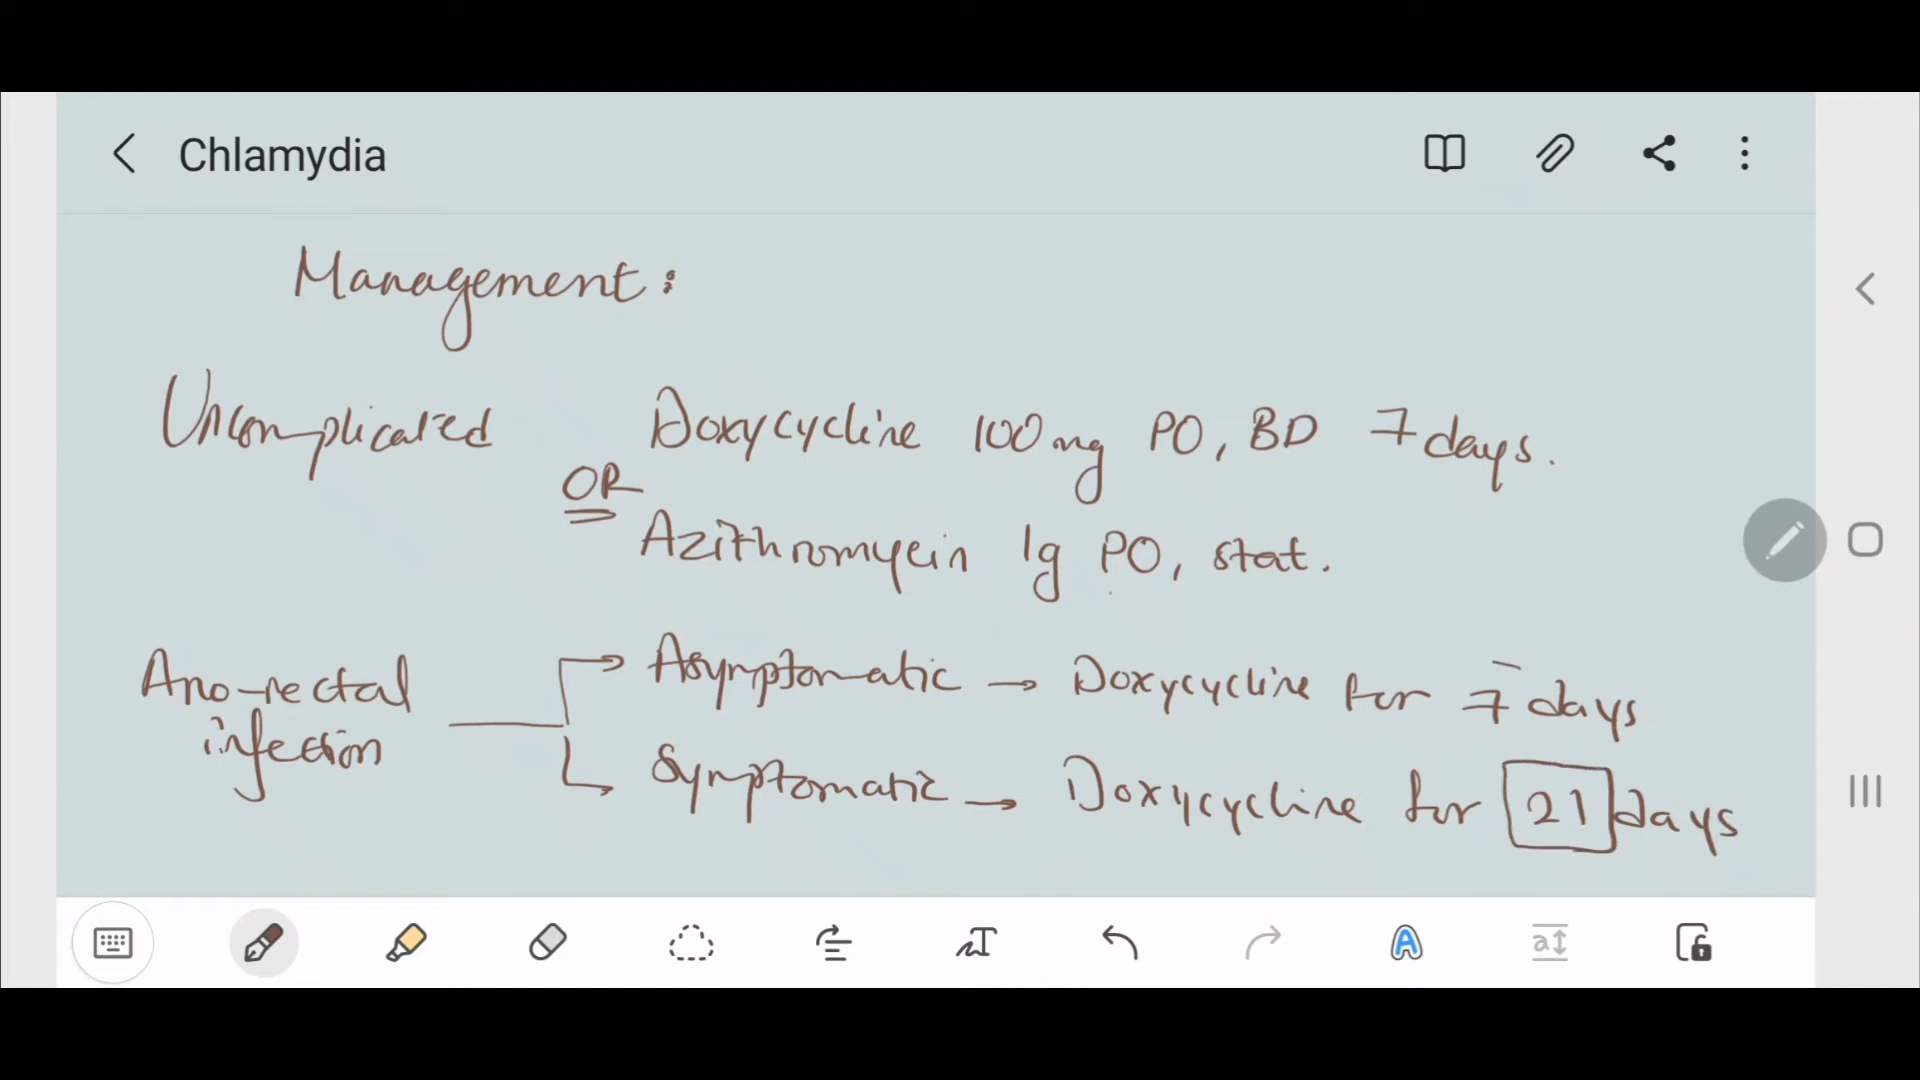 Chlamydia
Management:
Uncomplicated Doxycycline 100mg PO, BD 7 days.
OR
Azithromycin 1g PO, stat.
Ano-rectal infection
Asymptomatic → Doxycycline for 7 days
Symptomatic → Doxycycline for 21 days